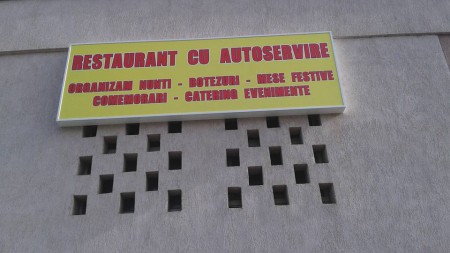 RESTAURANT CU AUTOSERVIRE
ORGANIZAM NUNTI - BOTEZURI - MESE FESTIVE
COMEMORARI - CATERING EVENIMENTE